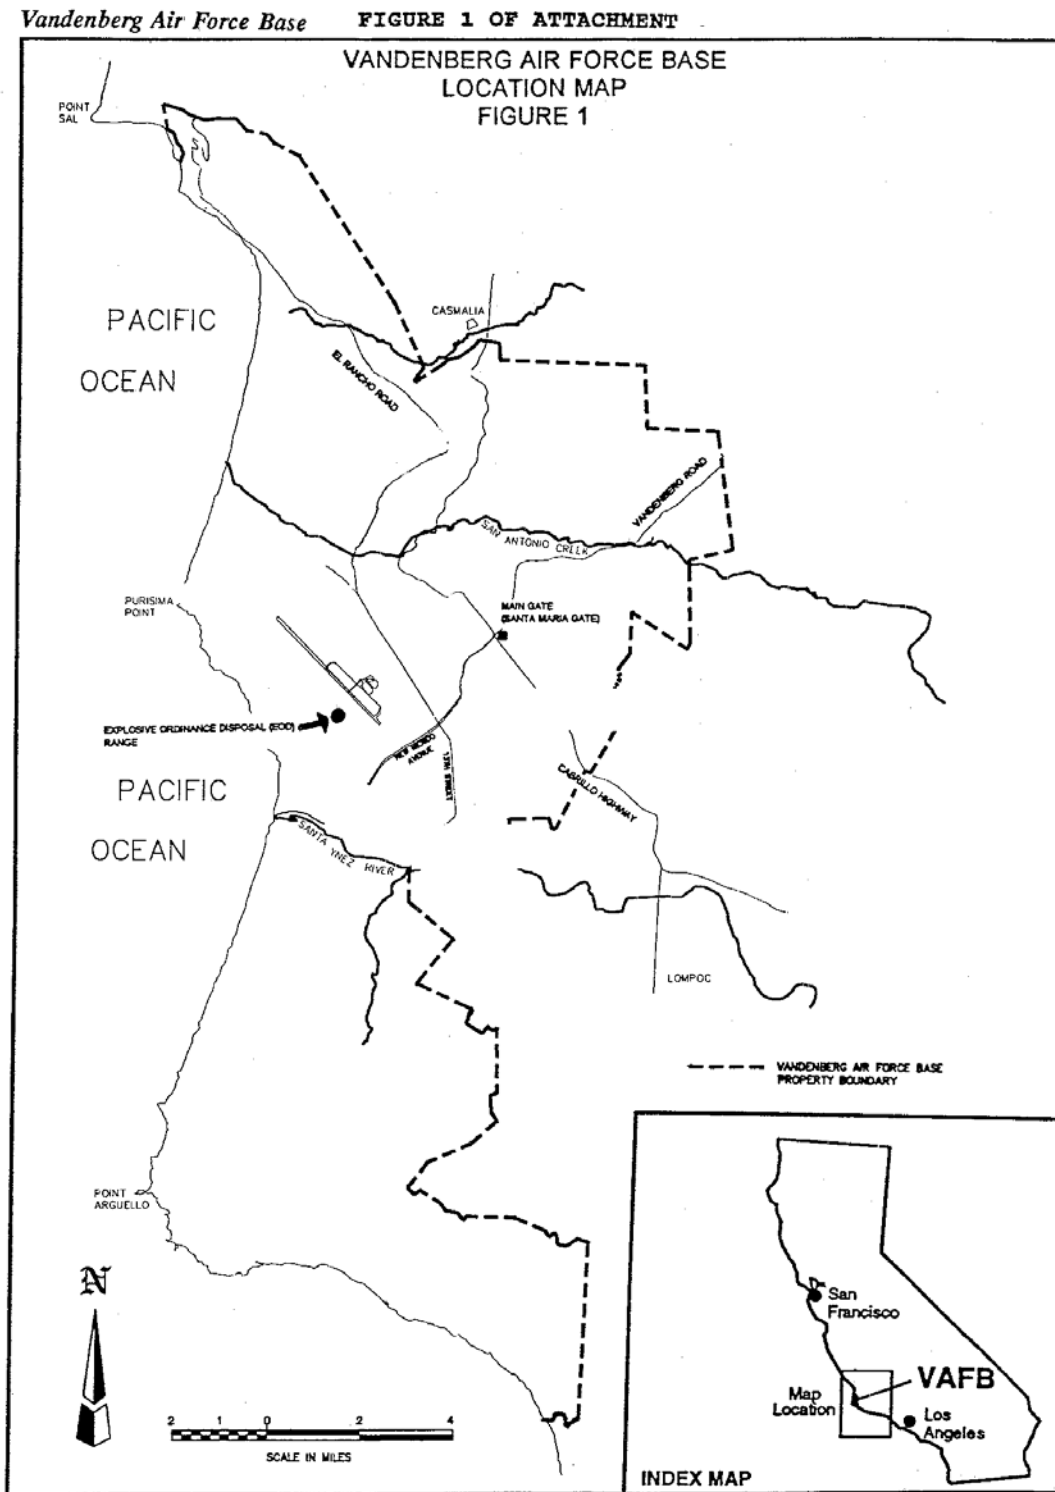 Vandenberg Air Force Base FIGURE 1 OF ATTACHMENT
VANDENBERG AIR FORCE BASE
LOCATION MAP
FIGURE 1
POINT
SAL
PACIFIC
OCEAN
CASMALIA
EL RANCHO ROAD
VANDENBERG ROAD
SAN ANTONIO CREEK
PURISIMA
POINT
MAIN GATE
(SANTA MARIA GATE)
EXPLOSIVE ORDINANCE DISPOSAL (EOD)
RANGE
NEW MEXICO
AVENUE
13TH STREET
CABRILLO HIGHWAY
PACIFIC
OCEAN
SANTA YNEZ RIVER
LOMPOC
VANDENBERG AIR FORCE BASE
PROPERTY BOUNDARY
POINT
ARGUELLO
N
2 1 0 2 4
SCALE IN MILES
San
Francisco
VAFB
Map
Location
Los
Angeles
INDEX MAP